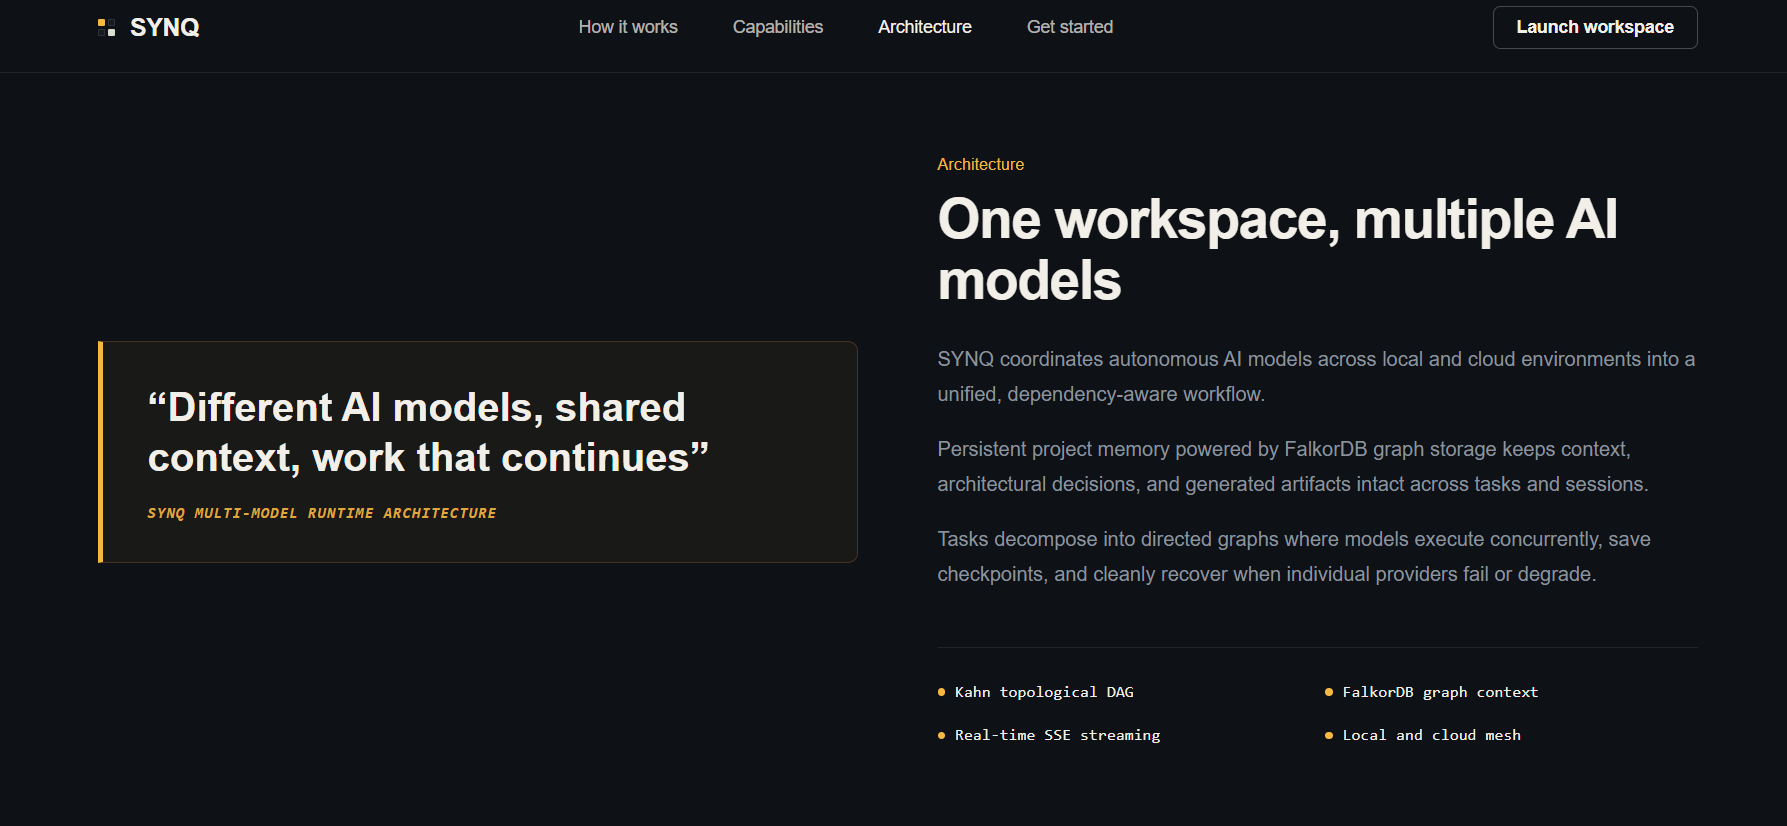 SYNQ
How it works
Capabilities
Architecture
Get started
Launch workspace
“Different AI models, shared
context, work that continues”
SYNQ MULTI-MODEL RUNTIME ARCHITECTURE
Architecture
One workspace, multiple AI
models
SYNQ coordinates autonomous AI models across local and cloud environments into a
unified, dependency-aware workflow.
Persistent project memory powered by FalkorDB graph storage keeps context,
architectural decisions, and generated artifacts intact across tasks and sessions.
Tasks decompose into directed graphs where models execute concurrently, save
checkpoints, and cleanly recover when individual providers fail or degrade.
Kahn topological DAG
FalkorDB graph context
Real-time SSE streaming
Local and cloud mesh